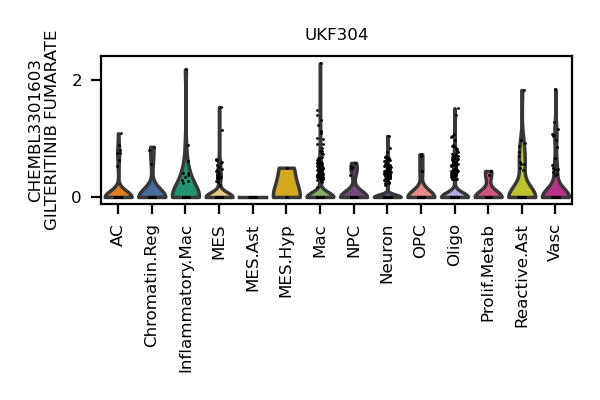 UKF304
CHEMBL3301603
GILTERITINIB FUMARATE
2
0
AC
Chromatin.Reg
Inflammatory.Mac
MES
MES.Ast
MES.Hyp
Mac
NPC
Neuron
OPC
Oligo
Prolif.Metab
Reactive.Ast
Vasc